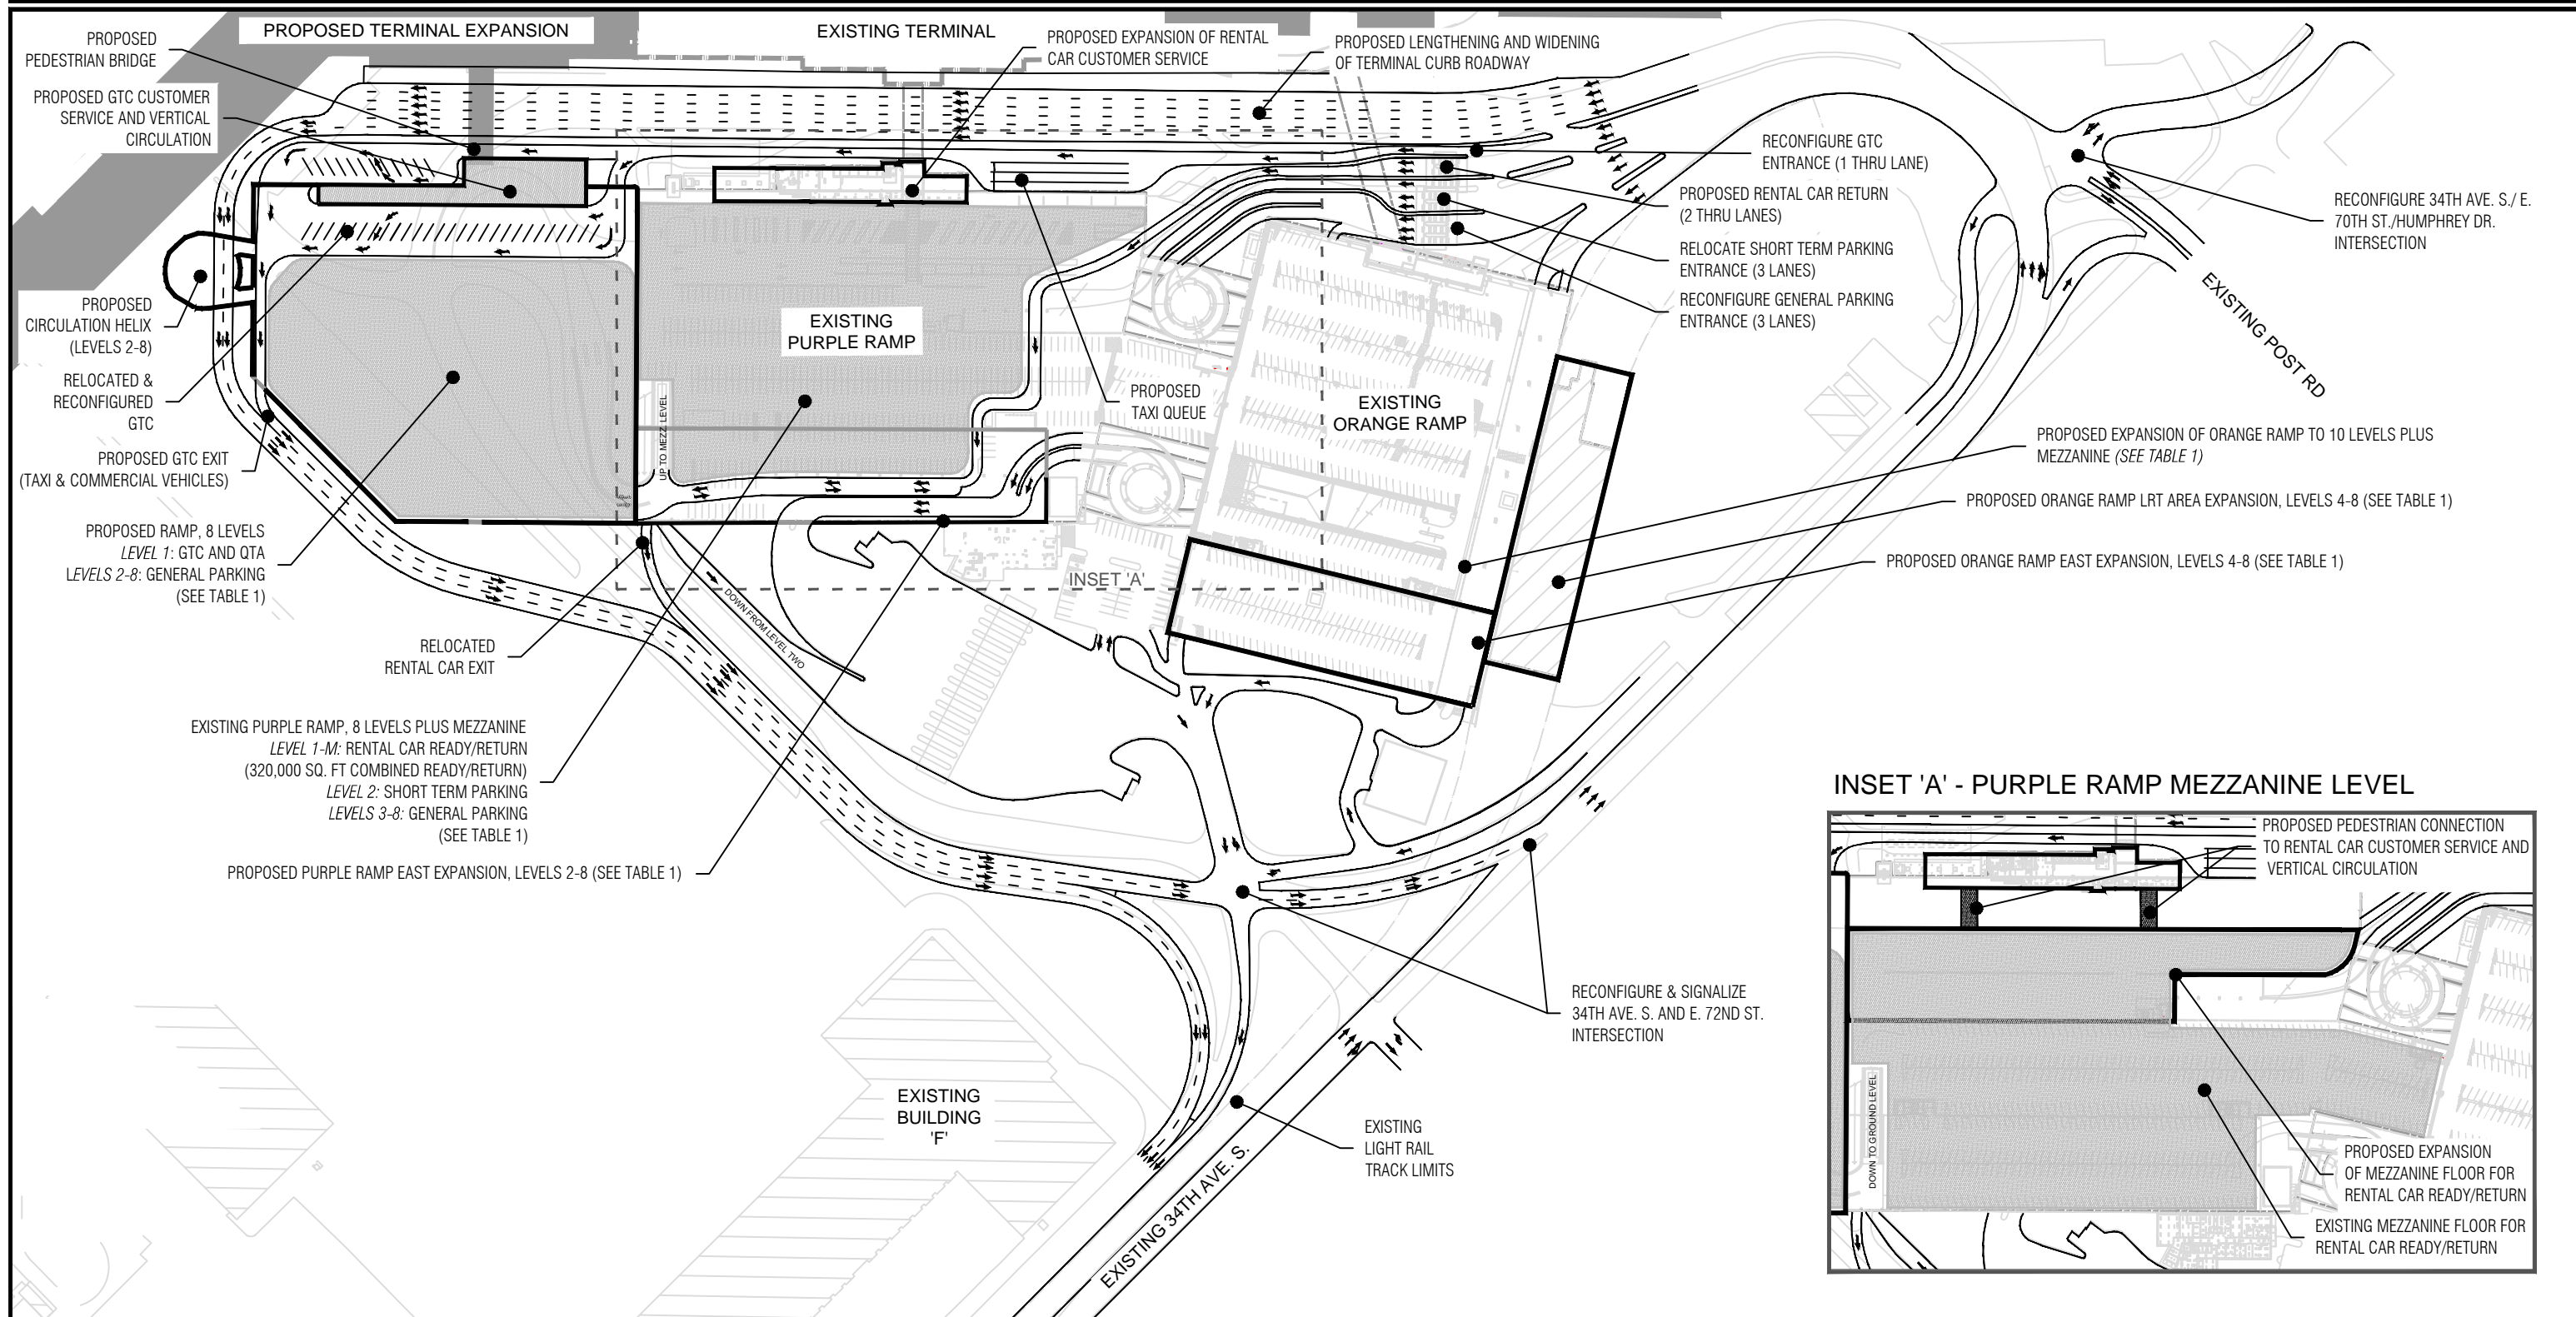 PROPOSED TERMINAL EXPANSION
EXISTING TERMINAL
PROPOSED
PEDESTRIAN BRIDGE
PROPOSED GTC CUSTOMER
SERVICE AND VERTICAL
CIRCULATION
PROPOSED EXPANSION OF RENTAL
CAR CUSTOMER SERVICE
PROPOSED LENGTHENING AND WIDENING
OF TERMINAL CURB ROADWAY
RECONFIGURE GTC
ENTRANCE (1 THRU LANE)
PROPOSED RENTAL CAR RETURN
(2 THRU LANES)
RELOCATE SHORT TERM PARKING
ENTRANCE (3 LANES)
RECONFIGURE GENERAL PARKING
ENTRANCE (3 LANES)
RECONFIGURE 34TH AVE. S./ E.
70TH ST./HUMPHREY DR.
INTERSECTION
EXISTING POST RD
PROPOSED
CIRCULATION HELIX
(LEVELS 2-8)
RELOCATED &
RECONFIGURED
GTC
PROPOSED GTC EXIT
(TAXI & COMMERCIAL VEHICLES)
PROPOSED RAMP, 8 LEVELS
LEVEL 1: GTC AND QTA
LEVELS 2-8: GENERAL PARKING
(SEE TABLE 1)
EXISTING
PURPLE RAMP
UP TO MEZZ LEVEL
PROPOSED
TAXI QUEUE
EXISTING
ORANGE RAMP
INSET 'A'
PROPOSED EXPANSION OF ORANGE RAMP TO 10 LEVELS PLUS
MEZZANINE (SEE TABLE 1)
PROPOSED ORANGE RAMP LRT AREA EXPANSION, LEVELS 4-8 (SEE TABLE 1)
PROPOSED ORANGE RAMP EAST EXPANSION, LEVELS 4-8 (SEE TABLE 1)
DOWN FROM LEVEL TWO
RELOCATED
RENTAL CAR EXIT
EXISTING PURPLE RAMP, 8 LEVELS PLUS MEZZANINE
LEVEL 1-M: RENTAL CAR READY/RETURN
(320,000 SQ. FT COMBINED READY/RETURN)
LEVEL 2: SHORT TERM PARKING
LEVELS 3-8: GENERAL PARKING
(SEE TABLE 1)
PROPOSED PURPLE RAMP EAST EXPANSION, LEVELS 2-8 (SEE TABLE 1)
RECONFIGURE & SIGNALIZE
34TH AVE. S. AND E. 72ND ST.
INTERSECTION
EXISTING
BUILDING
'F'
EXISTING
LIGHT RAIL
TRACK LIMITS
EXISTING 34TH AVE. S.
INSET 'A' - PURPLE RAMP MEZZANINE LEVEL
PROPOSED PEDESTRIAN CONNECTION
TO RENTAL CAR CUSTOMER SERVICE AND
VERTICAL CIRCULATION
DOWN TO GROUND LEVEL
PROPOSED EXPANSION
OF MEZZANINE FLOOR FOR
RENTAL CAR READY/RETURN
EXISTING MEZZANINE FLOOR FOR
RENTAL CAR READY/RETURN